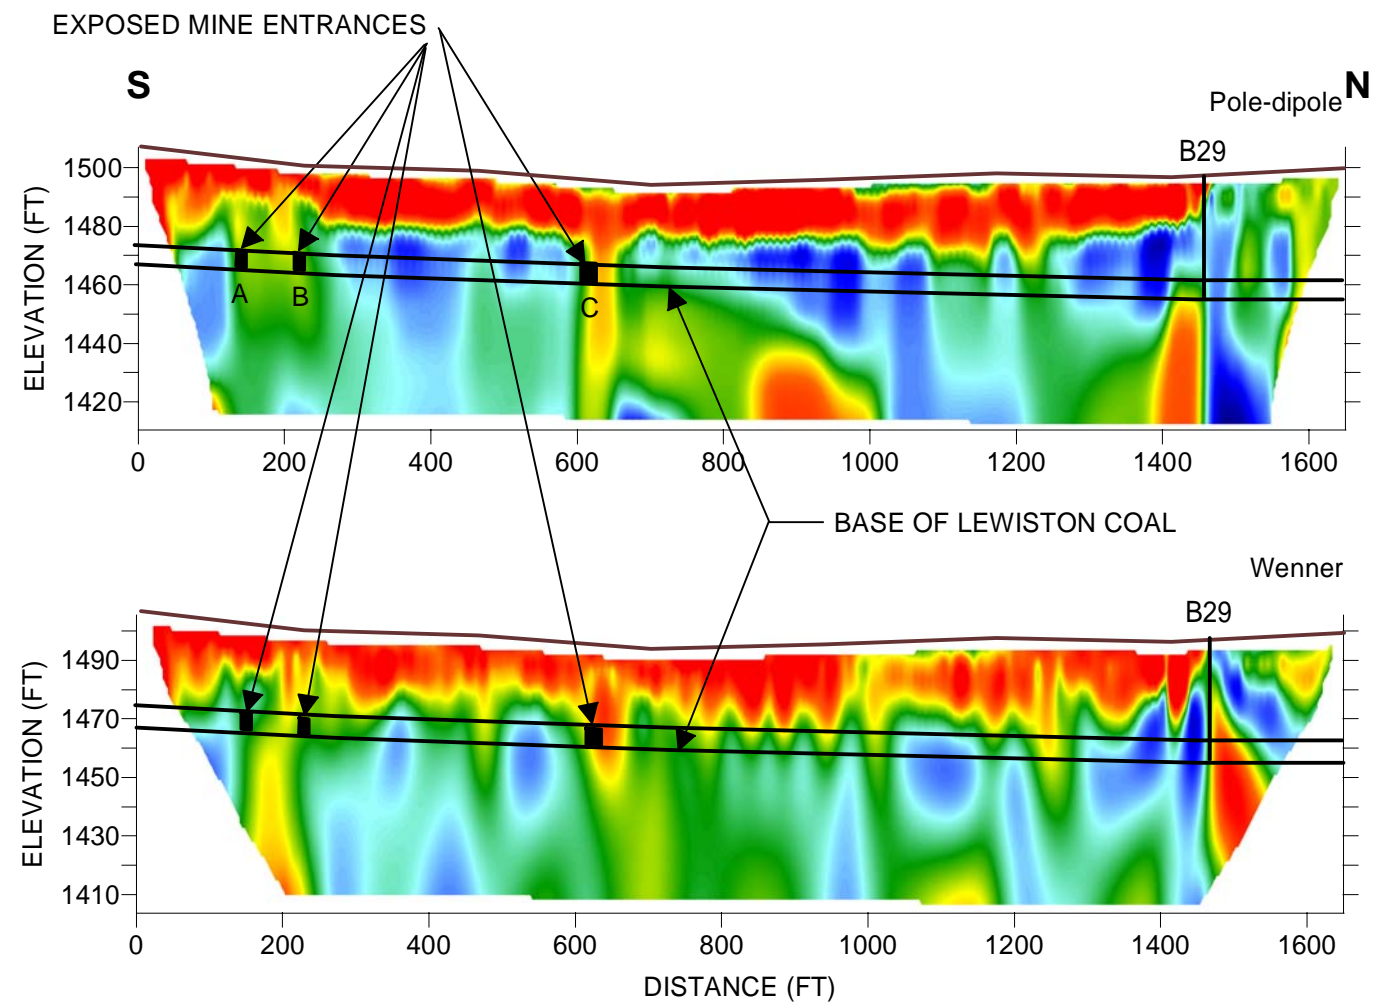 EXPOSED MINE ENTRANCES
S
N
Pole-dipole
B29
ELEVATION (FT)
1500
1480
1460
1440
1420
A
B
C
0 200 400 600 800 1000 1200 1400 1600
BASE OF LEWISTON COAL
Wenner
B29
ELEVATION (FT)
1490
1470
1450
1430
1410
0 200 400 600 800 1000 1200 1400 1600
DISTANCE (FT)